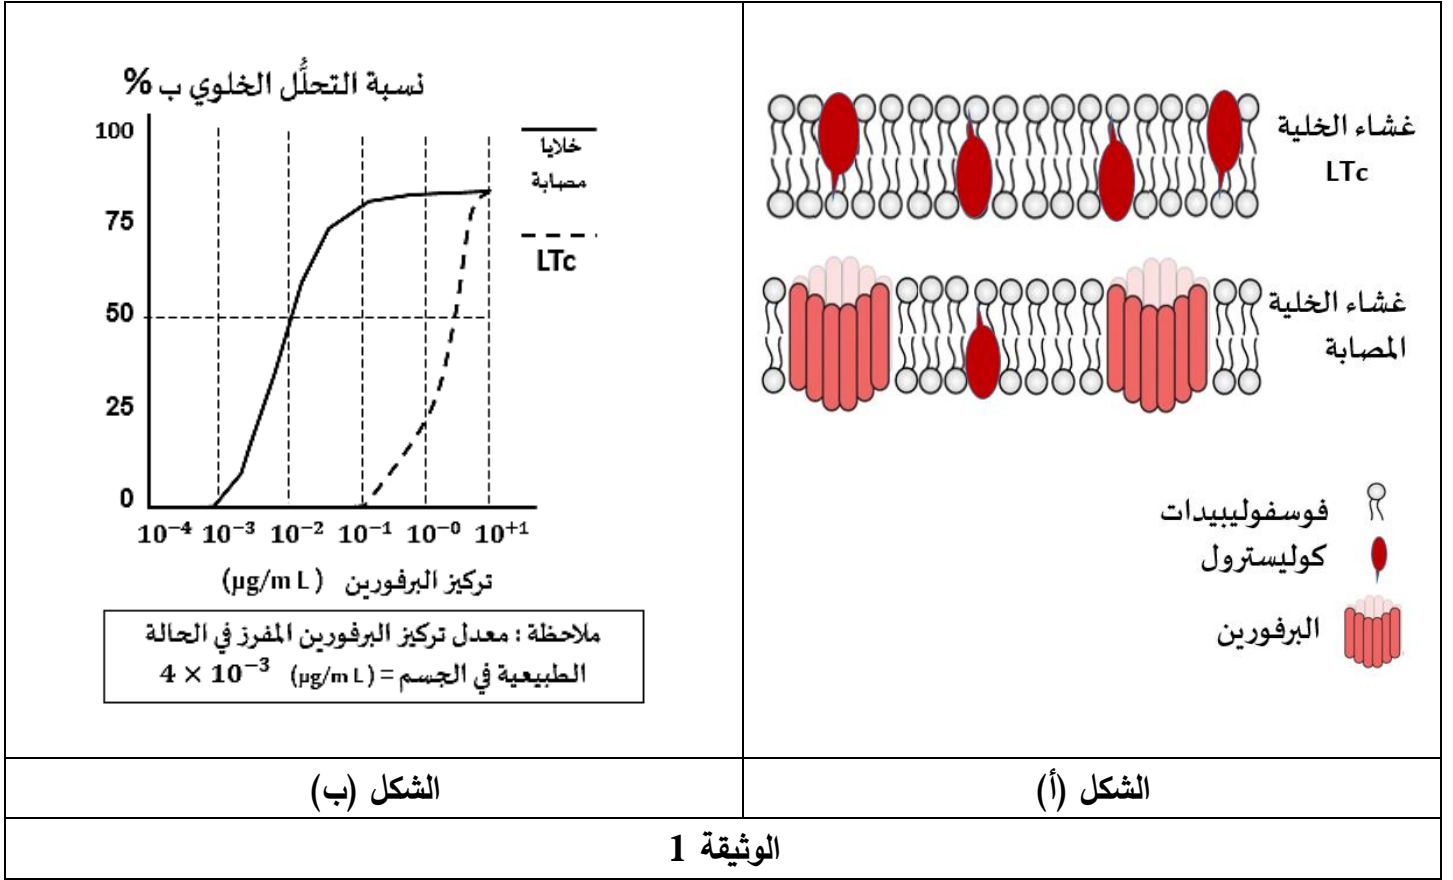 غشاء الخلية
LTc
غشاء الخلية
المصابة
فوسفوليبيدات
كوليسترول
البرفورين
نسبة التحلُّل الخلوي ب %
100
75
50
25
0
خلايا
مصابة
LTc
10⁻⁴ 10⁻³ 10⁻² 10⁻¹ 10⁻⁰ 10⁺¹
تركيز البرفورين (µg/m L)
ملاحظة : معدل تركيز البرفورين المفرز في الحالة
الطبيعية في الجسم = (µg/m L) 4 × 10⁻³
الشكل (أ)
الشكل (ب)
الوثيقة 1